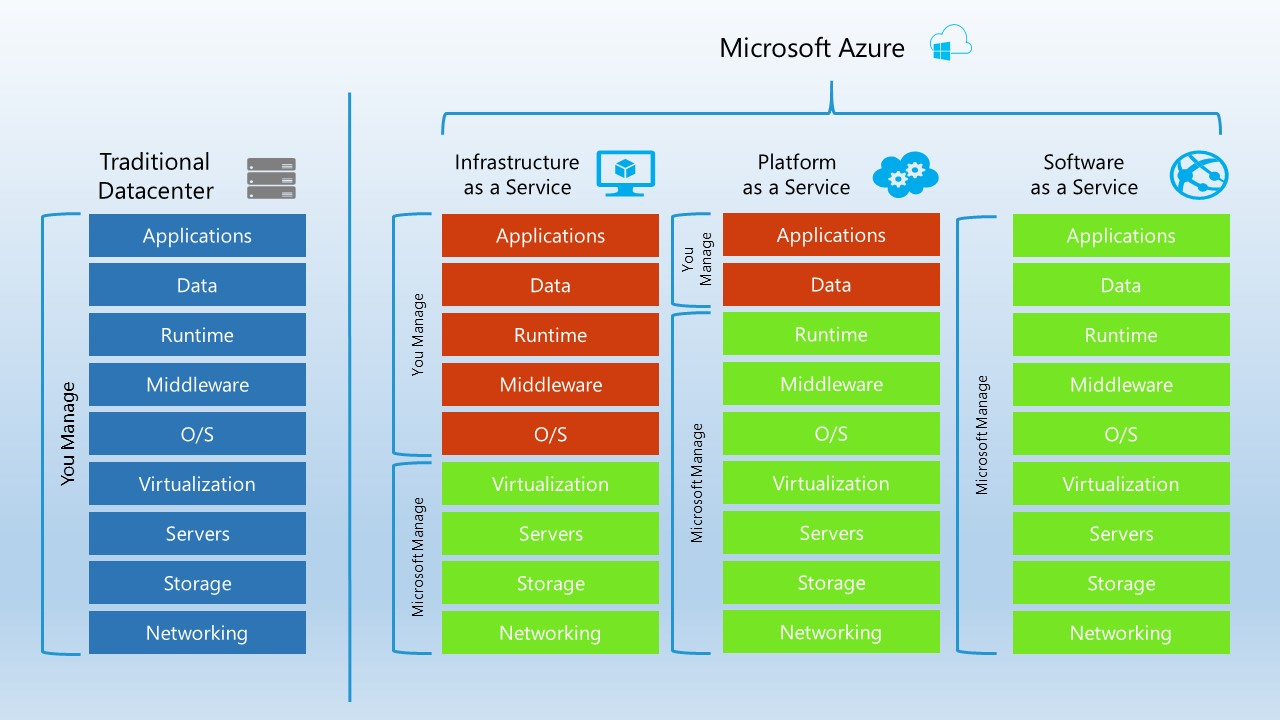 Microsoft Azure
Traditional
Datacenter
You Manage
Applications
Data
Runtime
Middleware
O/S
Virtualization
Servers
Storage
Networking
Infrastructure
as a Service
You Manage
Microsoft Manage
Applications
Data
Runtime
Middleware
O/S
Virtualization
Servers
Storage
Networking
Platform
as a Service
You
Manage
Microsoft Manage
Applications
Data
Runtime
Middleware
O/S
Virtualization
Servers
Storage
Networking
Software
as a Service
Microsoft Manage
Applications
Data
Runtime
Middleware
O/S
Virtualization
Servers
Storage
Networking